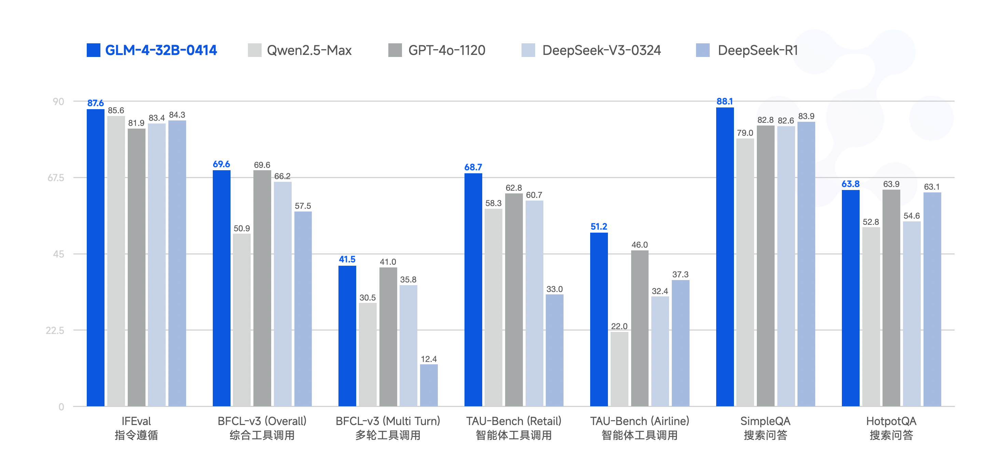 GLM-4-32B-0414 Qwen2.5-Max GPT-4o-1120 DeepSeek-V3-0324 DeepSeek-R1
90
67.5
45
22.5
0
87.6 85.6 81.9 83.4 84.3
69.6 50.9 69.6 66.2 57.5
41.5 30.5 41.0 35.8 12.4
68.7 58.3 62.8 60.7 33.0
51.2 22.0 46.0 32.4 37.3
88.1 79.0 82.8 82.6 83.9
63.8 52.8 63.9 54.6 63.1
IFEval
指令遵循
BFCL-v3 (Overall)
综合工具调用
BFCL-v3 (Multi Turn)
多轮工具调用
TAU-Bench (Retail)
智能体工具调用
TAU-Bench (Airline)
智能体工具调用
SimpleQA
搜索问答
HotpotQA
搜索问答